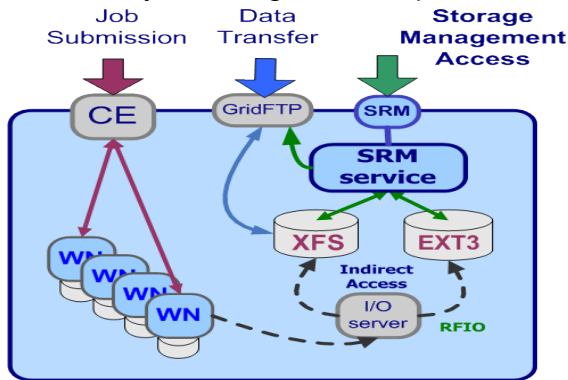 Job
Submission
Data
Transfer
Storage
Management
Access
CE
GridFTP
SRM
SRM
service
XFS
EXT3
WN
WN
WN
WN
Indirect
Access
I/O
server
RFIO